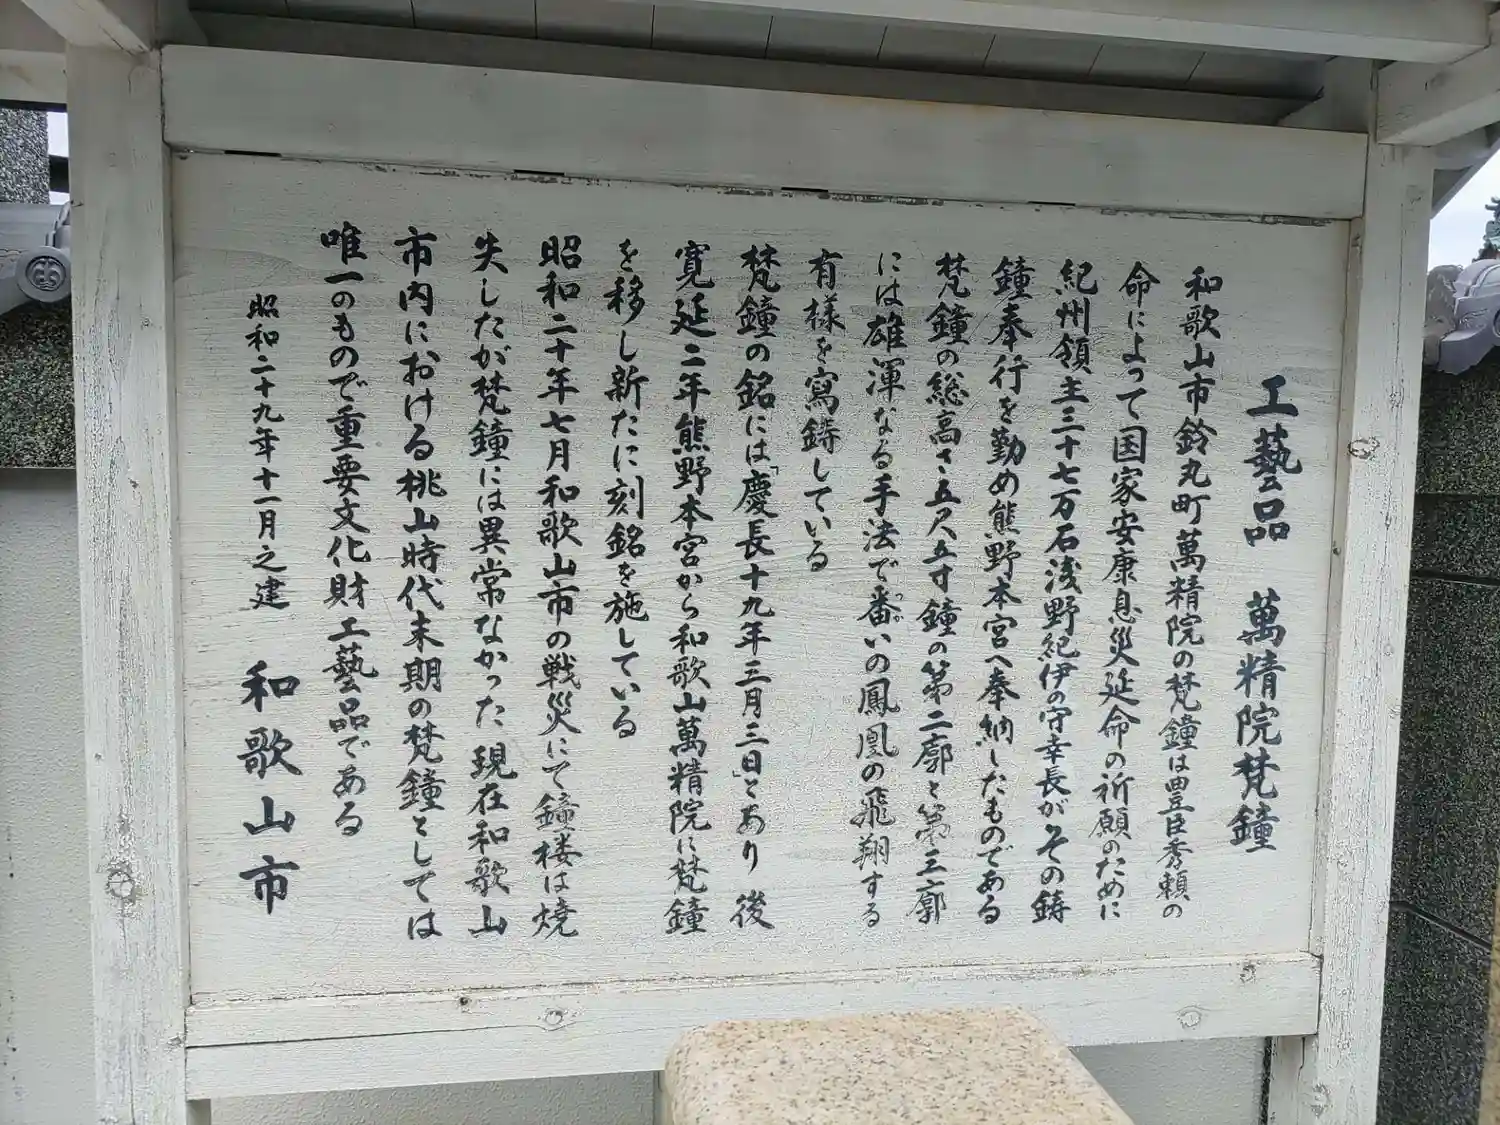 工藝品　萬精院梵鐘
和歌山市鈴丸町萬精院の梵鐘は豊臣秀頼の
命によって国家安康息災延命の祈願のために
紀州領主三十七万石浅野紀伊の守幸長がその鋳
鐘奉行を勤め熊野本宮へ奉納したものである
梵鐘の総高さ五尺五寸鐘の第二廓と第三廓
には雄渾なる手法で番いの鳳凰の飛翔する
有様を寫鋳している
梵鐘の銘には「慶長十九年三月三日」とあり　後
寛延二年熊野本宮から和歌山萬精院に梵鐘
を移し新たに刻銘を施している
昭和二十年七月和歌山市の戦災にて鐘楼は焼
失したが梵鐘には異常なかった　現在和歌山
市内における桃山時代末期の梵鐘としては
唯一のもので重要文化財工藝品である
昭和二十九年十一月之建　和歌山市